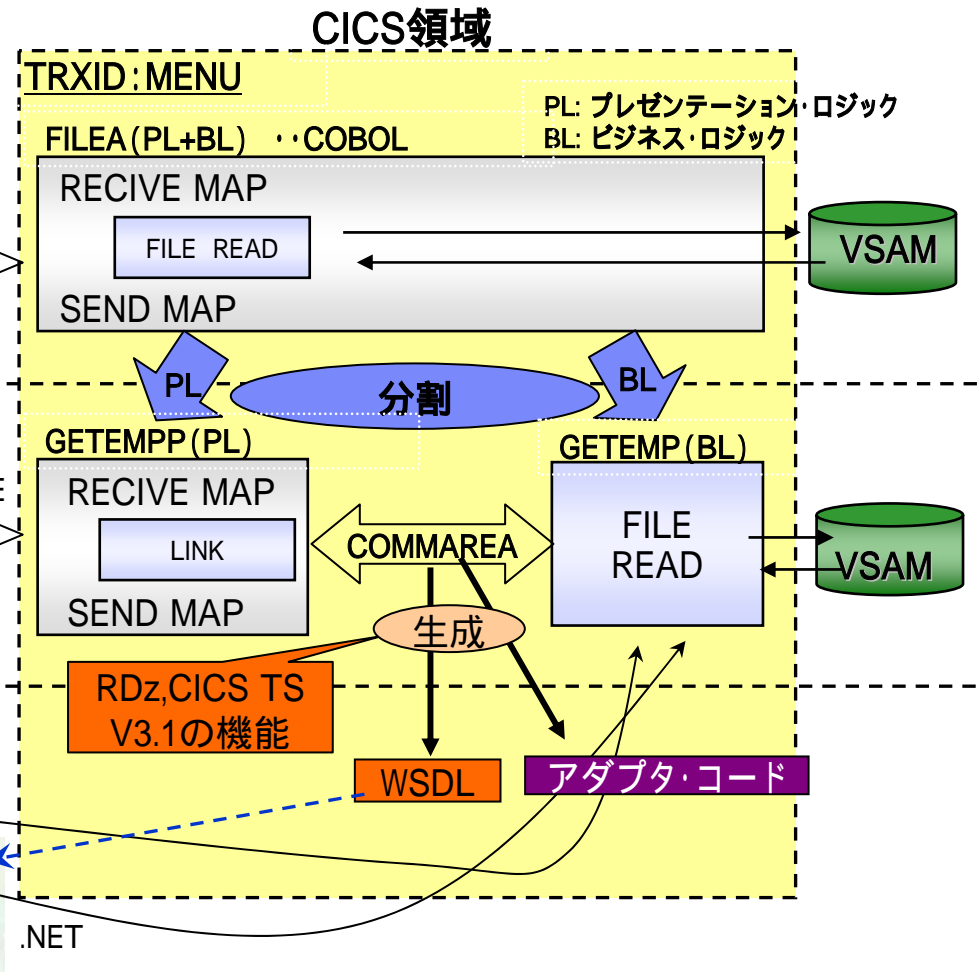 CICS領域
TRXID:MENU
PL: プレゼンテーション・ロジック
BL: ビジネス・ロジック
FILEA(PL+BL) ・・COBOL
RECIVE MAP
FILE READ
SEND MAP
VSAM
PL
分割
BL
GETEMPP(PL)
GETEMP(BL)
E
RECIVE MAP
LINK
SEND MAP
COMMAREA
FILE
READ
VSAM
生成
RDz,CICS TS
V3.1の機能
WSDL
アダプタ・コード
.NET